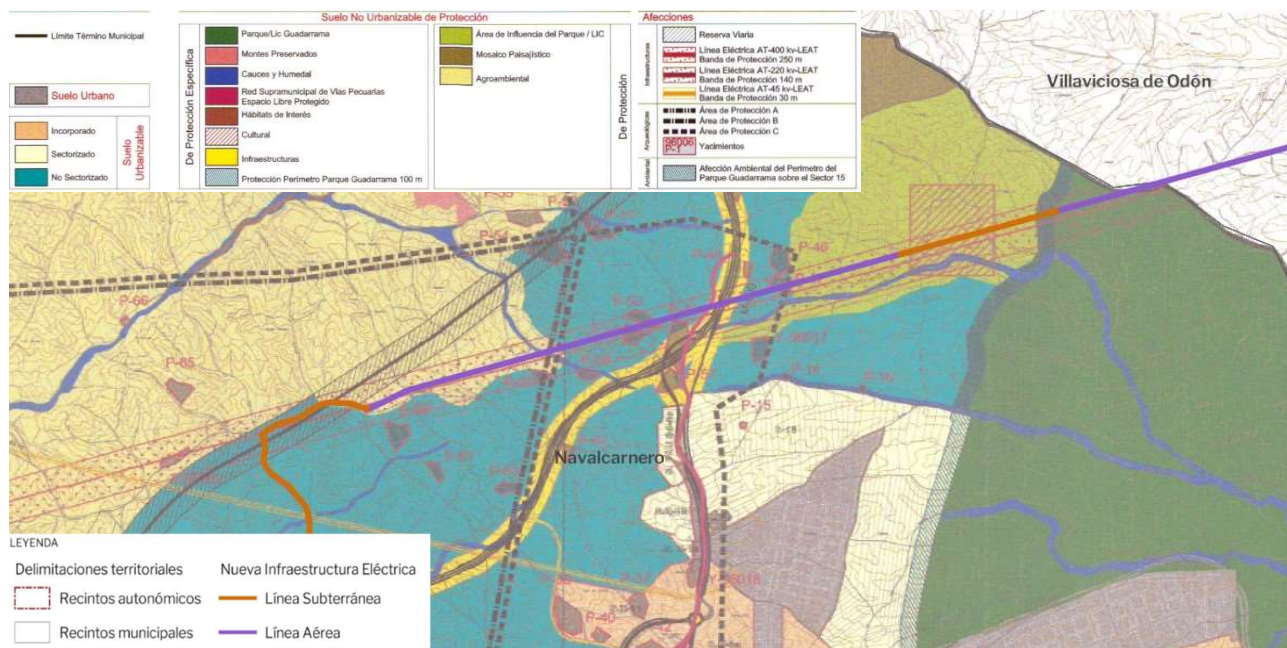 Límite Término Municipal
Suelo Urbano
Incorporado
Sectorizado
No Sectorizado
Suelo
Urbanizable
Suelo No Urbanizable de Protección
De Protección Específica
Parque/Lic Guadarrama
Montes Preservados
Cauces y Humedal
Red Supramunicipal de Vías Pecuarias
Espacio Libre Protegido
Hábitats de Interés
Cultural
Infraestructuras
Protección Perímetro Parque Guadarrama 100 m
Área de Influencia del Parque / LIC
Mosaico Paisajístico
Agroambiental
De Protección
Afecciones
Infraestructuras
Reserva Viaria
Línea Eléctrica AT-400 kv-LEAT
Banda de Protección 250 m
Línea Eléctrica AT-220 kv-LEAT
Banda de Protección 140 m
Línea Eléctrica AT-45 kv-LEAT
Banda de Protección 30 m
Arqueológicas
Área de Protección A
Área de Protección B
Área de Protección C
96006
P-1
Yacimientos
Ambiental
Afección Ambiental del Perímetro del
Parque Guadarrama sobre el Sector 15
Villaviciosa de Odón
P-46
P-66
P-65
P-15
Navalcarnero
P-40
LEYENDA
Delimitaciones territoriales
Recintos autonómicos
Recintos municipales
Nueva Infraestructura Eléctrica
Línea Subterránea
Línea Aérea